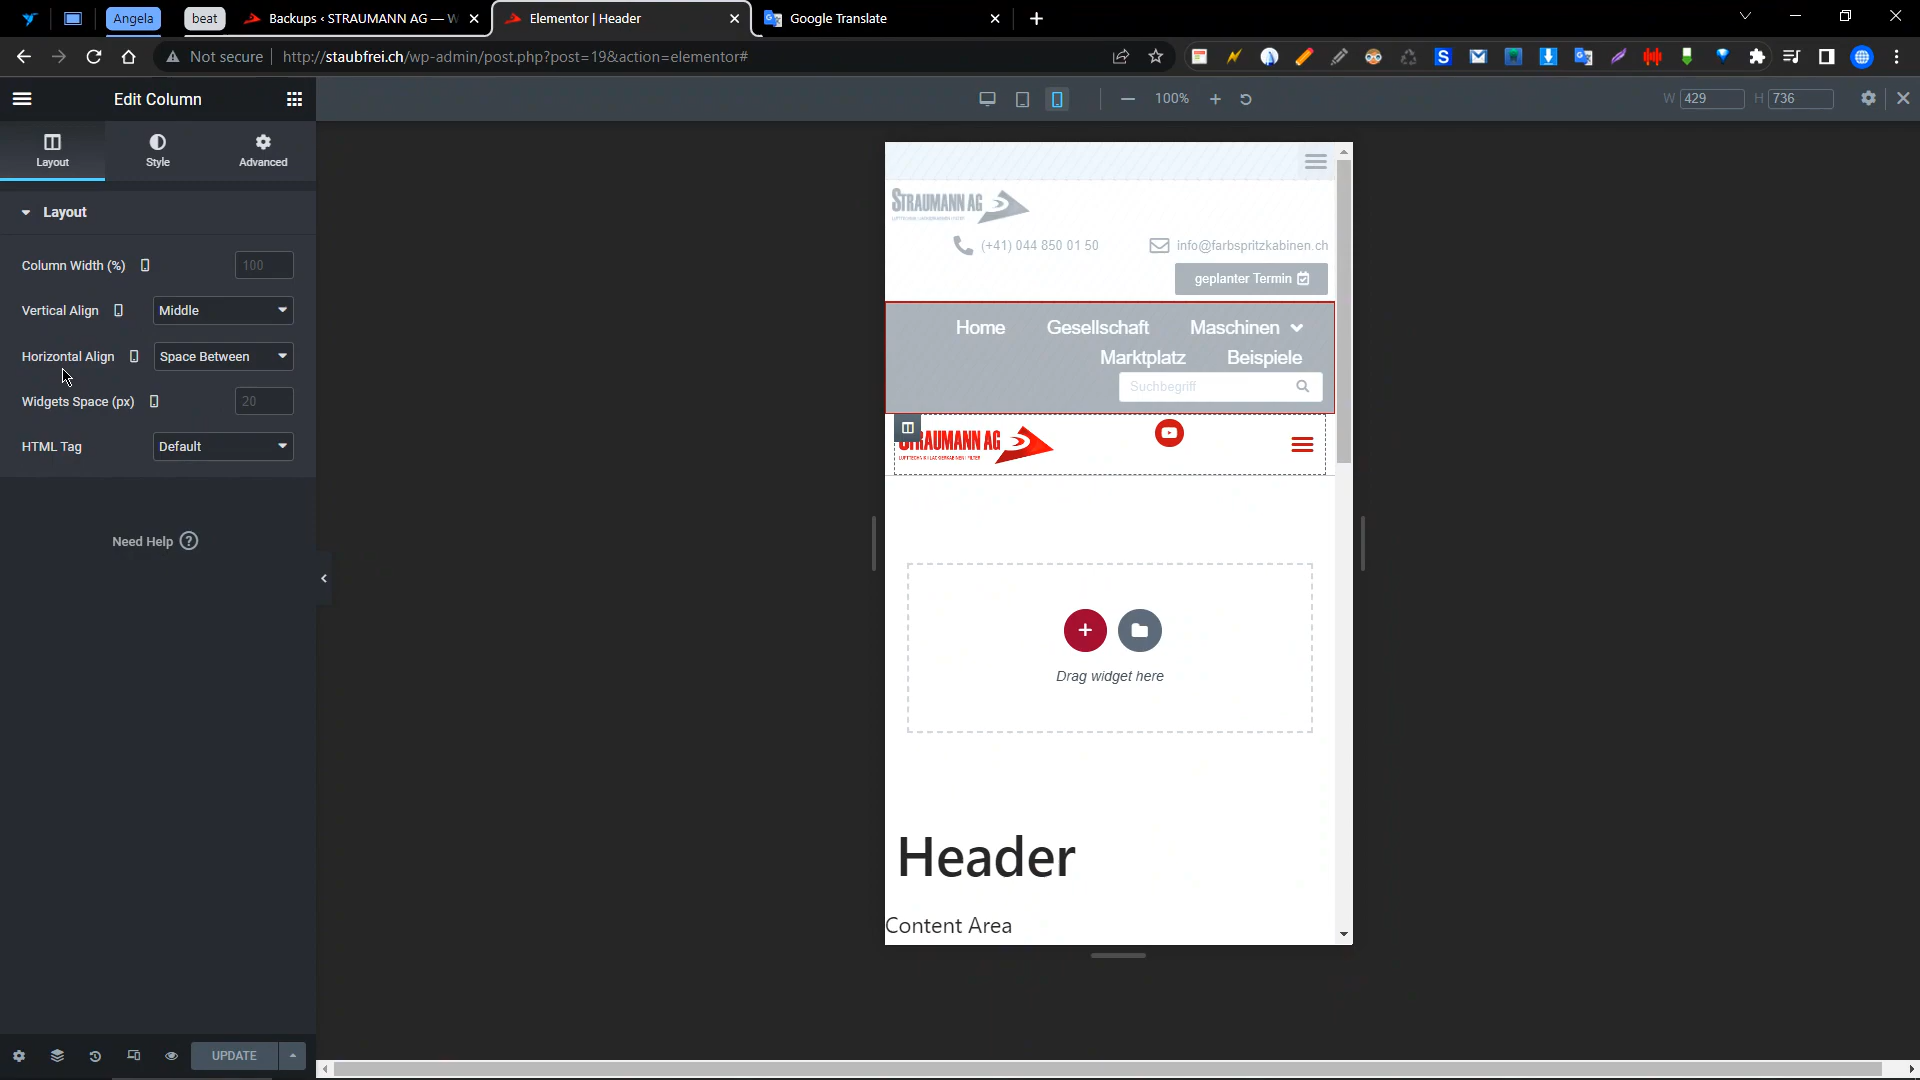 Angela
beat
Backups ‹ STRAUMANN AG — W
Elementor | Header
Google Translate
Not secure
http://staubfrei.ch/wp-admin/post.php?post=19&action=elementor#
Edit Column
100%
W 429 H 736
Layout
Style
Advanced
Layout
Column Width (%) 100
Vertical Align Middle
Horizontal Align Space Between
Widgets Space (px) 20
HTML Tag Default
Need Help
UPDATE
STRAUMANN AG
(+41) 044 850 01 50
info@farbspritzkabinen.ch
geplanter Termin
Home Gesellschaft Maschinen
Marktplatz Beispiele
Suchbegriff
STRAUMANN AG
Drag widget here
Header
Content Area